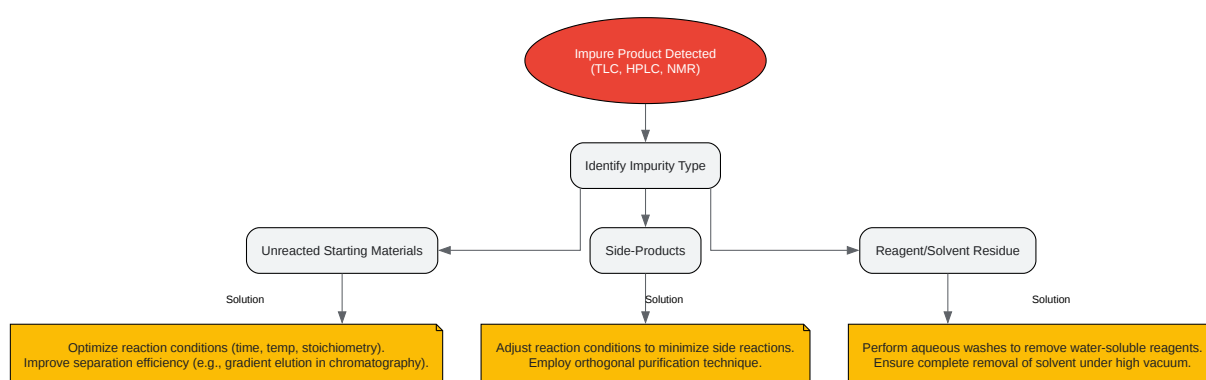 Impure Product Detected
(TLC, HPLC, NMR)
Identify Impurity Type
Unreacted Starting Materials
Side-Products
Reagent/Solvent Residue
Solution
Solution
Solution
Optimize reaction conditions (time, temp, stoichiometry).
Improve separation efficiency (e.g., gradient elution in chromatography).
Adjust reaction conditions to minimize side reactions.
Employ orthogonal purification technique.
Perform aqueous washes to remove water-soluble reagents.
Ensure complete removal of solvent under high vacuum.